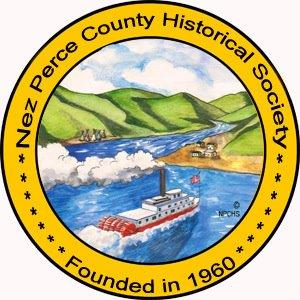 Nez Perce County Historical Society
Founded in 1960
©
NPCHS